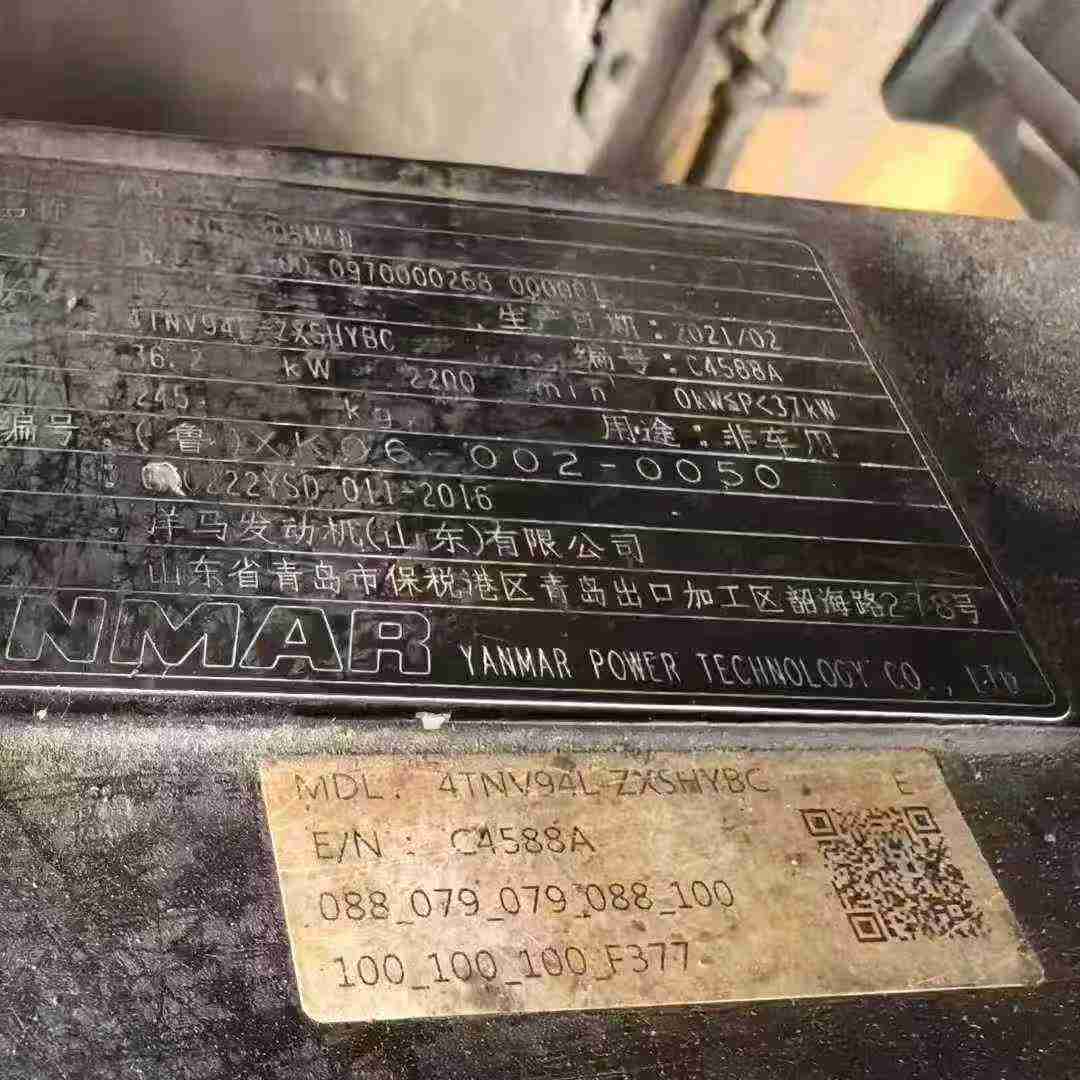 0970000268
4TNV94L-ZXSHYBC 生产日期：2021/02
36.2 kW 2200 min 编号：C4588A
245 kg 0kW≤P<37kW
编号：(鲁)XK06-002-0050 用途：非车用
222YSD 011-2016
洋马发动机(山东)有限公司
山东省青岛市保税港区青岛出口加工区韶海路278号
NMAR YANMAR POWER TECHNOLOGY CO., LTD
MDL. 4TNV94L-ZXSHYBC E
E/N : C4588A
088_079_079_088_100
100_100_100_F377